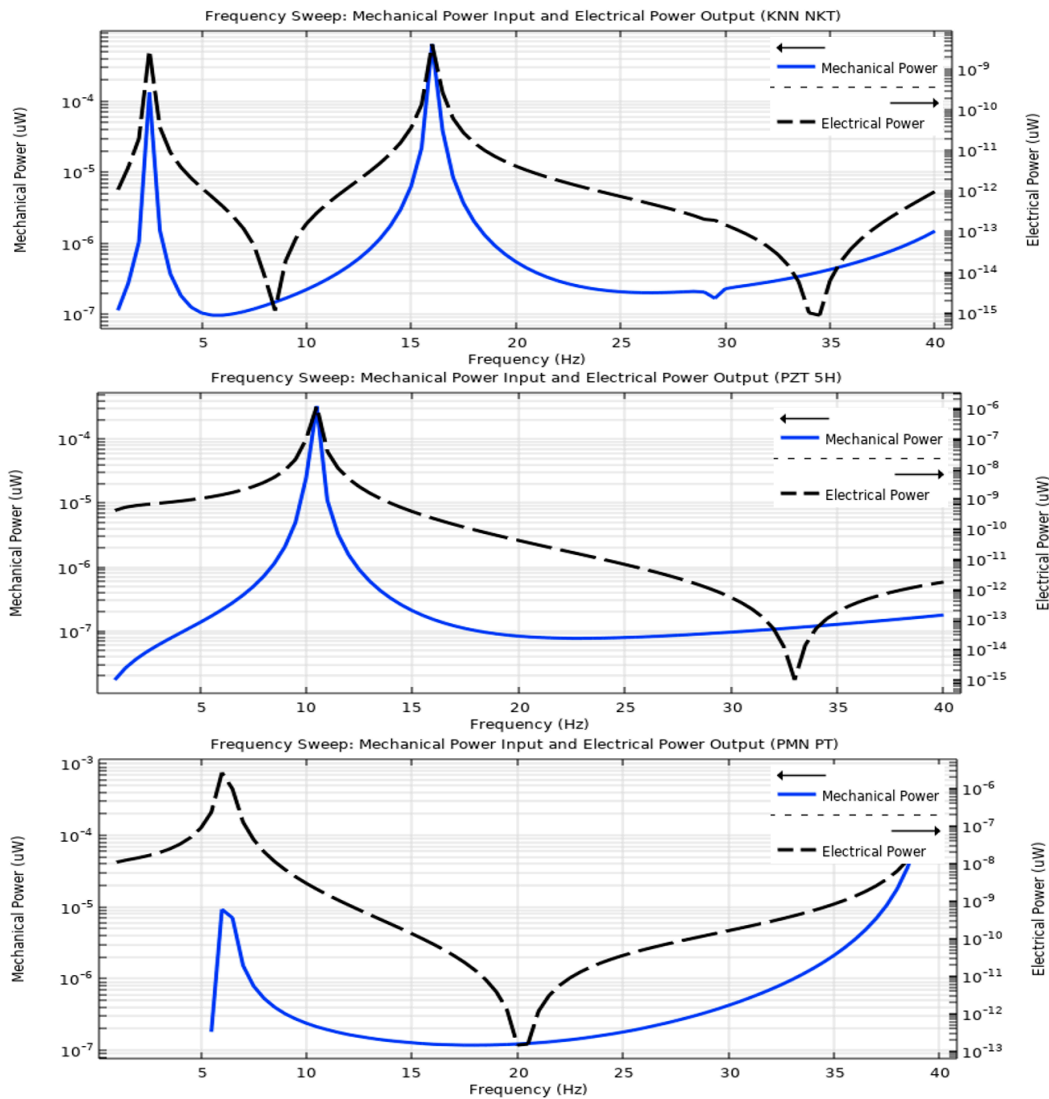 Frequency Sweep: Mechanical Power Input and Electrical Power Output (KNN NKT)
Mechanical Power (uW)
10⁻⁴
10⁻⁵
10⁻⁶
10⁻⁷
Mechanical Power
Electrical Power
10⁻⁹
10⁻¹⁰
10⁻¹¹
10⁻¹²
10⁻¹³
10⁻¹⁴
10⁻¹⁵
Electrical Power (uW)
5 10 15 20 25 30 35 40
Frequency (Hz)
Frequency Sweep: Mechanical Power Input and Electrical Power Output (PZT 5H)
Mechanical Power (uW)
10⁻⁴
10⁻⁵
10⁻⁶
10⁻⁷
Mechanical Power
Electrical Power
10⁻⁶
10⁻⁷
10⁻⁸
10⁻⁹
10⁻¹⁰
10⁻¹¹
10⁻¹²
10⁻¹³
10⁻¹⁴
10⁻¹⁵
Electrical Power (uW)
5 10 15 20 25 30 35 40
Frequency (Hz)
Frequency Sweep: Mechanical Power Input and Electrical Power Output (PMN PT)
Mechanical Power (uW)
10⁻³
10⁻⁴
10⁻⁵
10⁻⁶
10⁻⁷
Mechanical Power
Electrical Power
10⁻⁶
10⁻⁷
10⁻⁸
10⁻⁹
10⁻¹⁰
10⁻¹¹
10⁻¹²
10⁻¹³
Electrical Power (uW)
5 10 15 20 25 30 35 40
Frequency (Hz)